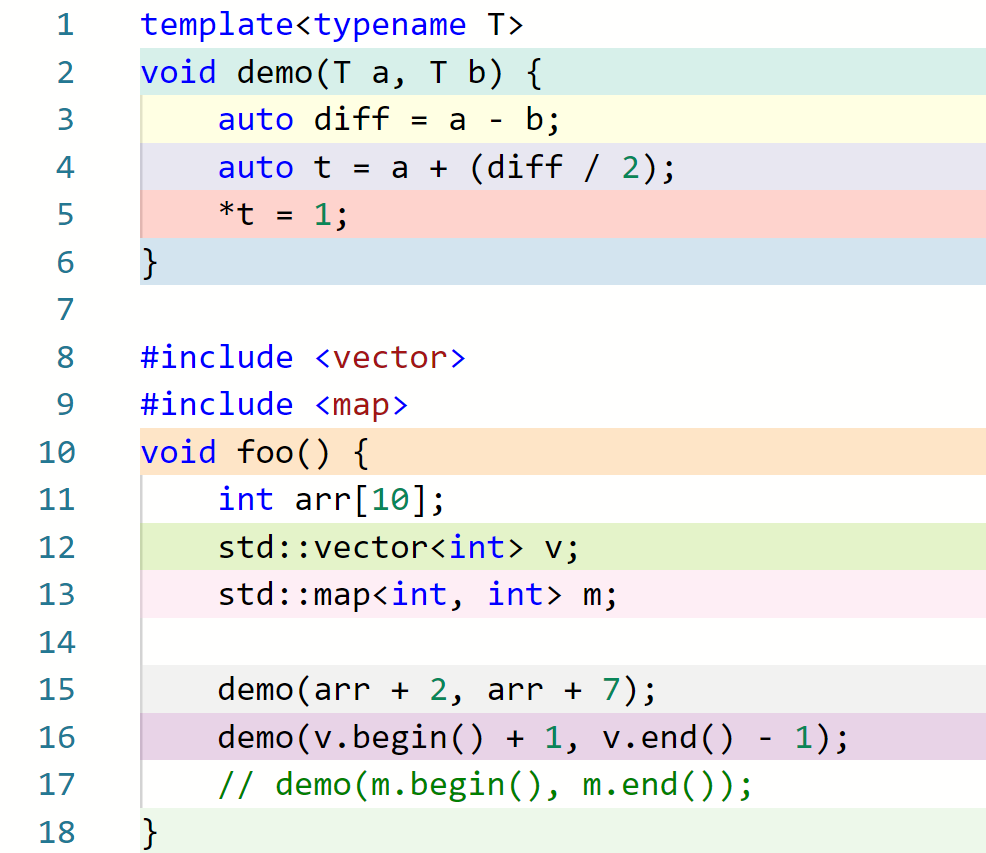 1 template<typename T>
2 void demo(T a, T b) {
3     auto diff = a - b;
4     auto t = a + (diff / 2);
5     *t = 1;
6 }
7
8 #include <vector>
9 #include <map>
10 void foo() {
11     int arr[10];
12     std::vector<int> v;
13     std::map<int, int> m;
14
15     demo(arr + 2, arr + 7);
16     demo(v.begin() + 1, v.end() - 1);
17     // demo(m.begin(), m.end());
18 }